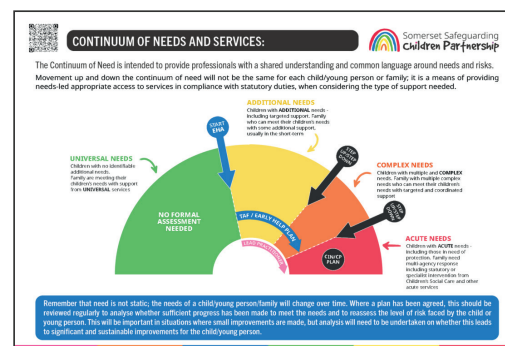 CONTINUUM OF NEEDS AND SERVICES:
Somerset Safeguarding
Children Partnership
The Continuum of Need is intended to provide professionals with a shared understanding and common language around needs and risks.
Movement up and down the continuum of need will not be the same for each child/young person or family; it is a means of providing
needs-led appropriate access to services in compliance with statutory duties, when considering the type of support needed.
ADDITIONAL NEEDS
Children with ADDITIONAL needs -
including targeted support. Family
who can meet their children's needs
with some additional support,
usually in the short-term
START
EHA
UNIVERSAL NEEDS
Children with no identifiable
additional needs.
Family are meeting their
children's needs with support
from UNIVERSAL services
STEP
UP/STEP
DOWN
COMPLEX NEEDS
Children with multiple and COMPLEX
needs. Family with multiple complex
needs who can meet their children's
needs with targeted and coordinated
support
NO FORMAL
ASSESSMENT
NEEDED
TAF / EARLY HELP PLAN
LEAD PRACTITIONER
STEP
UP/STEP
DOWN
CIN/CP
PLAN
ACUTE NEEDS
Children with ACUTE needs -
including those in need of
protection. Family need
multi-agency response
including statutory or
specialist intervention from
Children's Social Care and other
acute services
Remember that need is not static; the needs of a child/young person/family will change over time. Where a plan has been agreed, this should be
reviewed regularly to analyse whether sufficient progress has been made to meet the needs and to reassess the level of risk faced by the child or
young person. This will be important in situations where small improvements are made, but analysis will need to be undertaken on whether this leads
to significant and sustainable improvements for the child/young person.